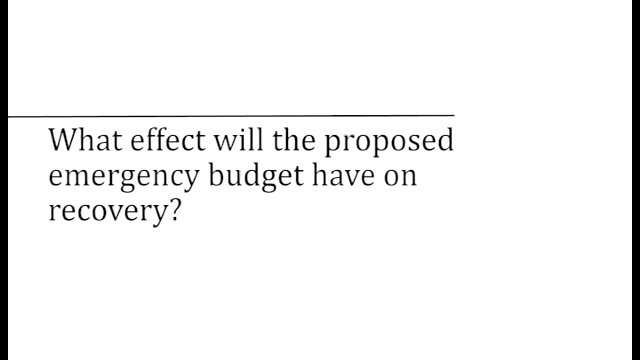 What effect will the proposed
emergency budget have on
recovery?